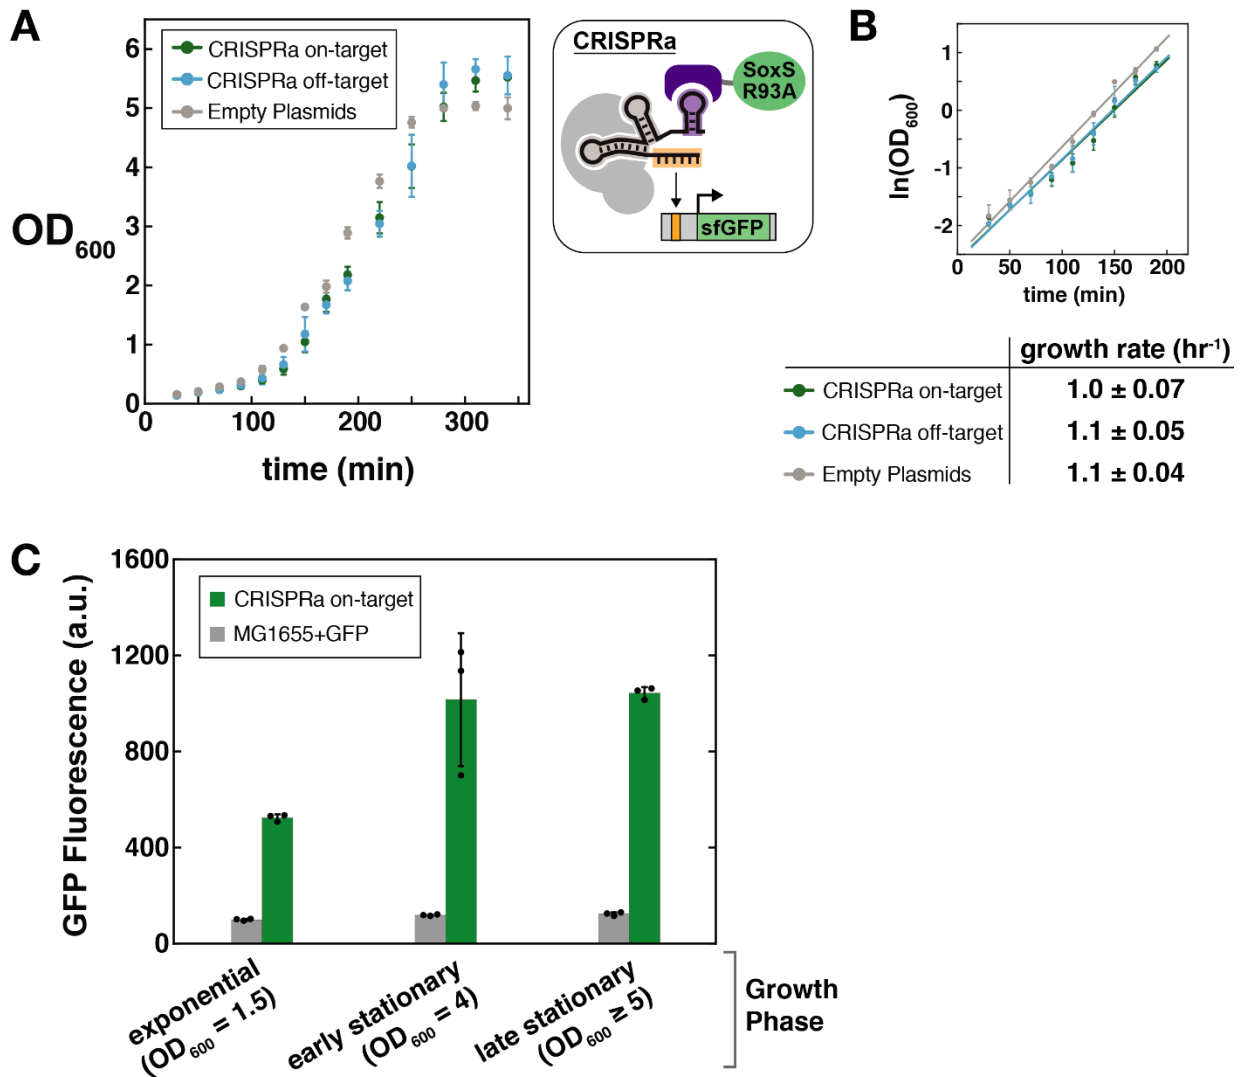 A
CRISPRa on-target
CRISPRa off-target
Empty Plasmids
6
5
4
3
2
1
0
OD600
0
100
200
300
time (min)
CRISPRa
SoxS
R93A
sfGFP
B
1
0
-1
-2
ln(OD600)
0
50
100
150
200
time (min)
growth rate (hr-1)
CRISPRa on-target 1.0 ± 0.07
CRISPRa off-target 1.1 ± 0.05
Empty Plasmids 1.1 ± 0.04
C
1600
1200
800
400
0
GFP Fluorescence (a.u.)
CRISPRa on-target
MG1655+GFP
exponential
(OD600 = 1.5)
early stationary
(OD600 = 4)
late stationary
(OD600 ≥ 5)
Growth
Phase